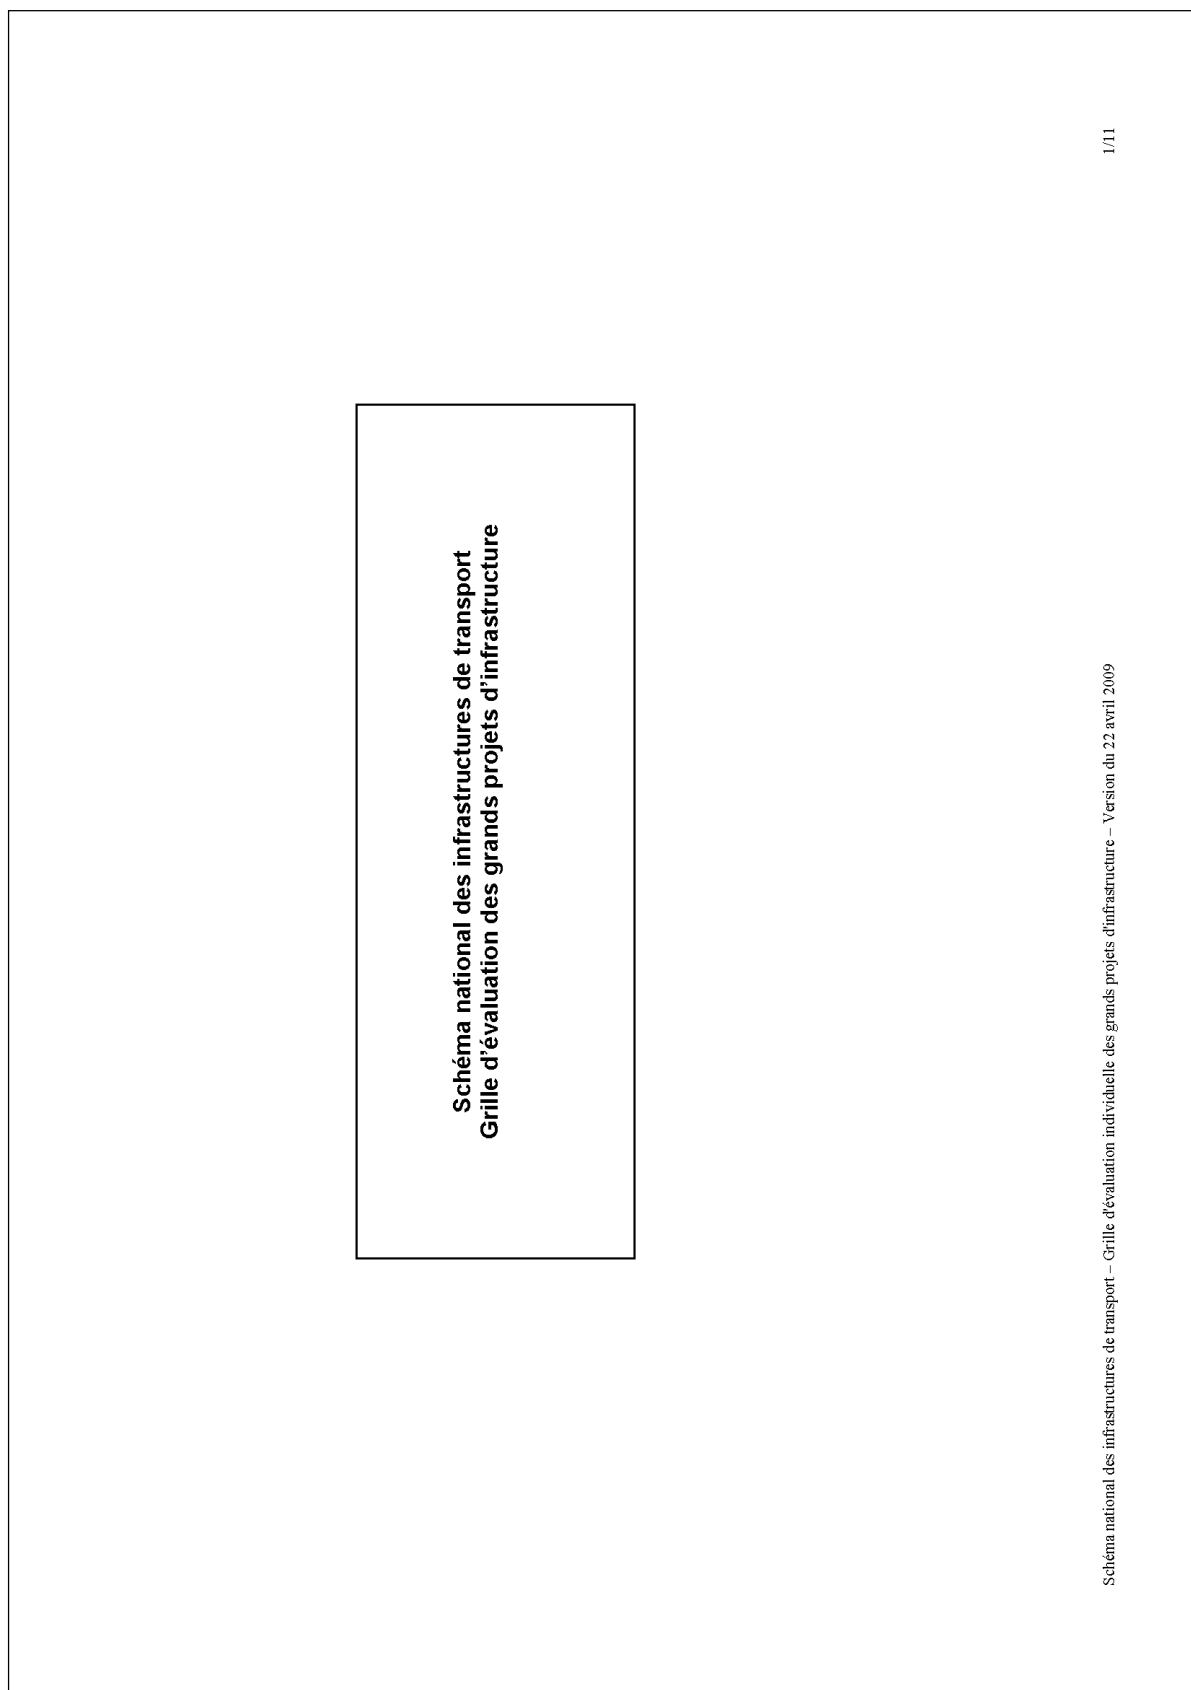 Schéma national des infrastructures de transport
Grille d'évaluation des grands projets d'infrastructure
Schéma national des infrastructures de transport – Grille d'évaluation individuelle des grands projets d'infrastructure – Version du 22 avril 2009
1/11